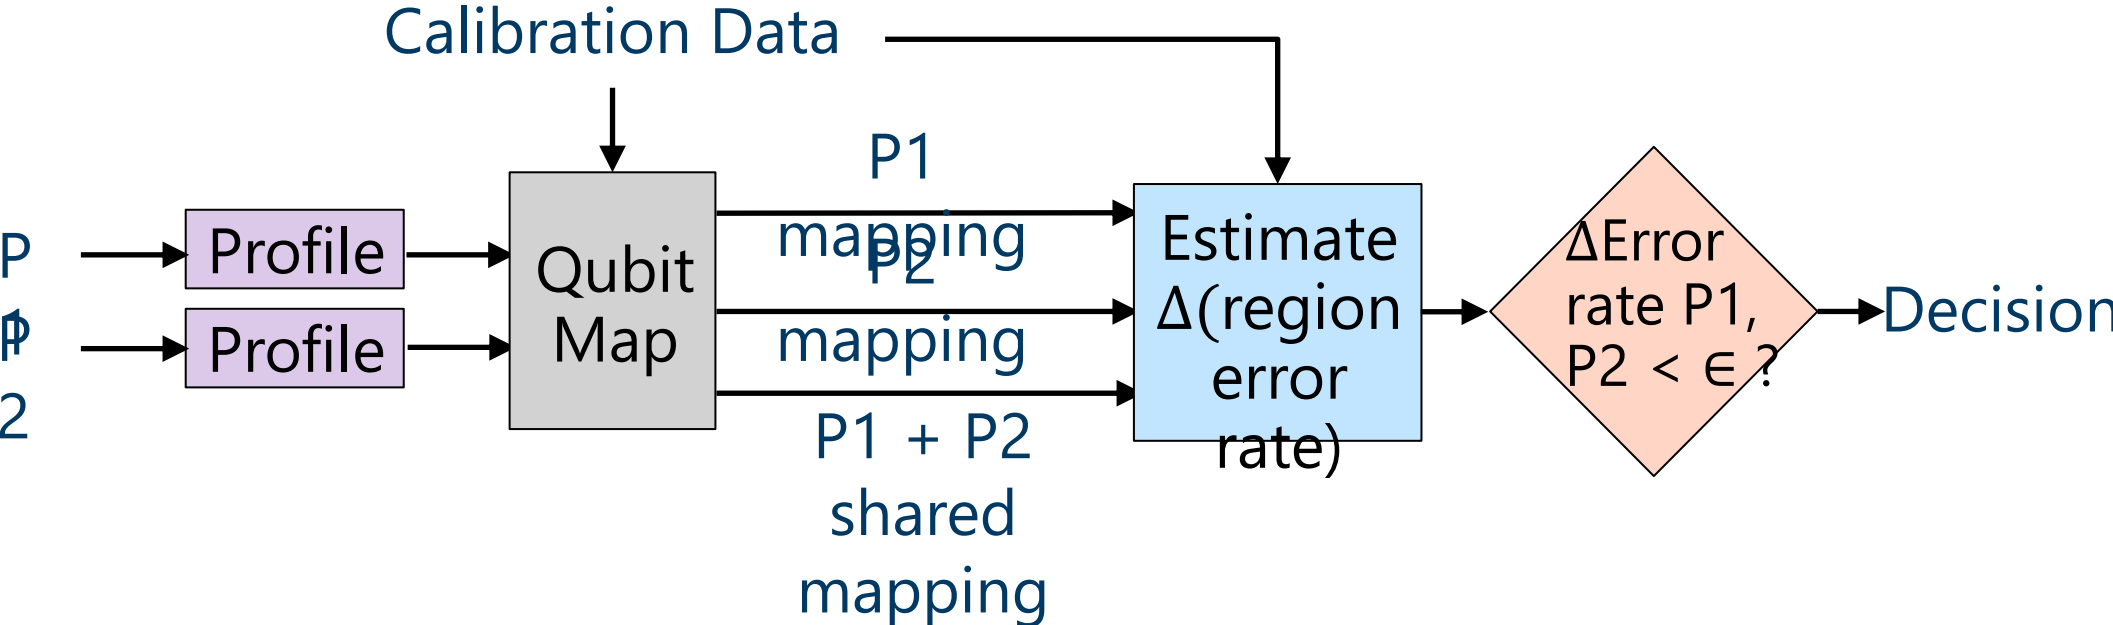 Calibration Data
P1
mapping
P2
mapping
P1 + P2
shared
mapping
P
1
P
2
Profile
Profile
Qubit
Map
Estimate
Δ(region
error
rate)
ΔError
rate P1,
P2 < ∈ ?
Decision